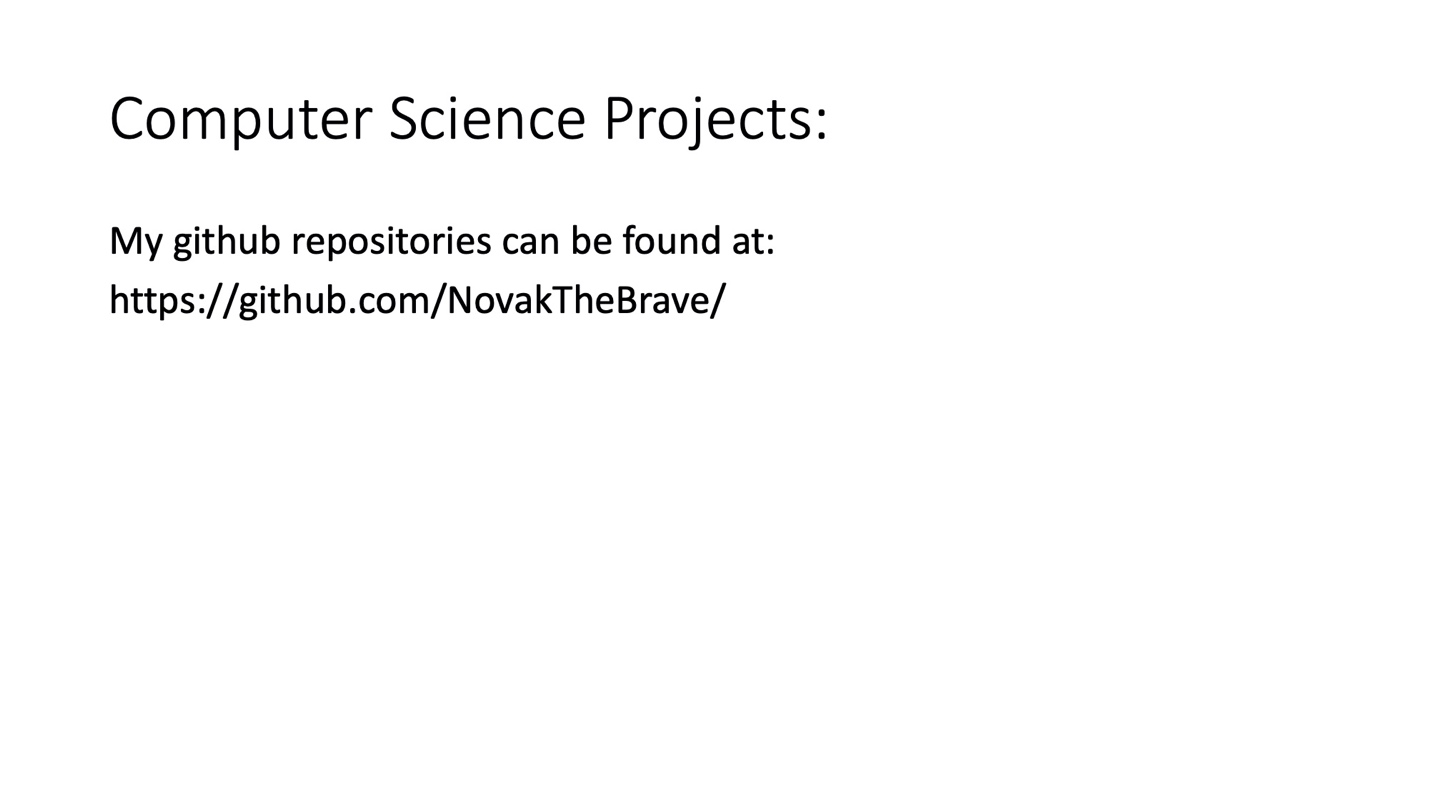 Computer Science Projects:
My github repositories can be found at:
https://github.com/NovakTheBrave/